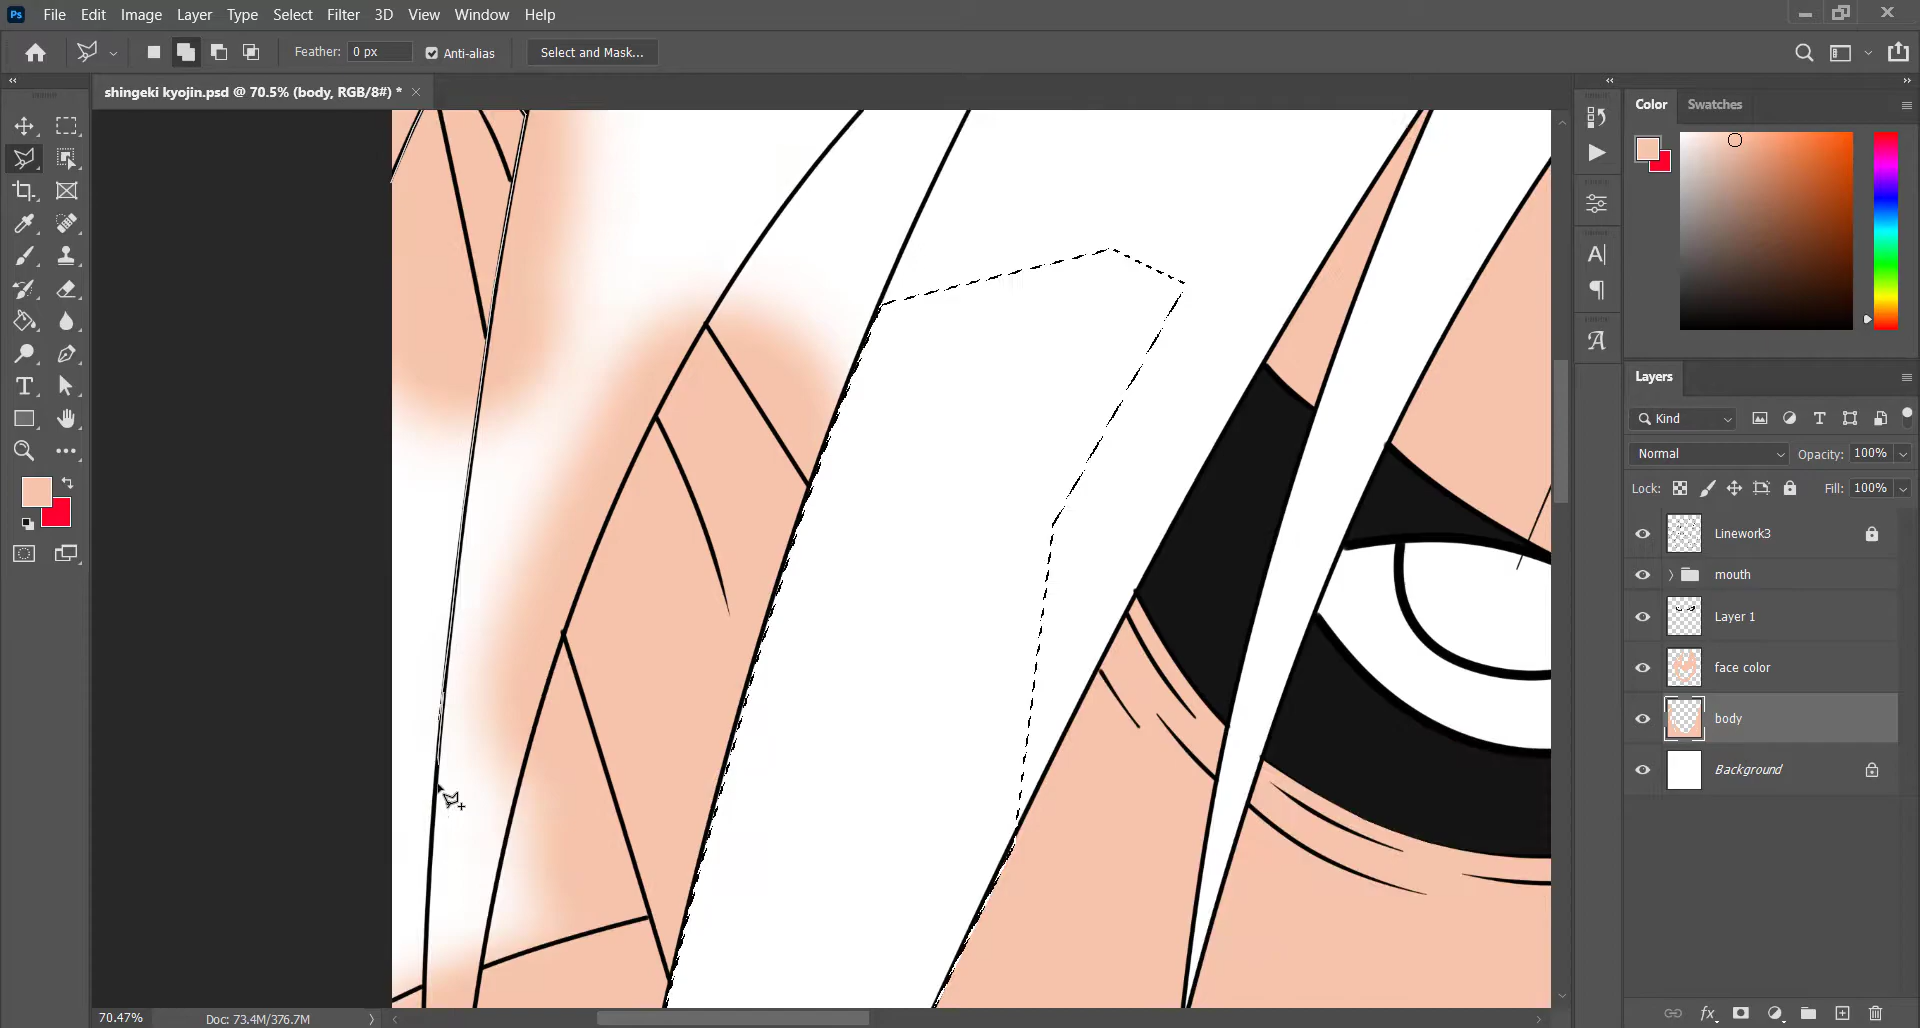 Ps File Edit Image Layer Type Select Filter 3D View Window Help
Feather: 0 px Anti-alias Select and Mask...
shingeki kyojin.psd @ 70.5% (body, RGB/8#) *
Color Swatches
Layers
Kind
Normal Opacity: 100%
Lock: Fill: 100%
Linework3
mouth
Layer 1
face color
body
Background
70.47% Doc: 73.4M/376.7M